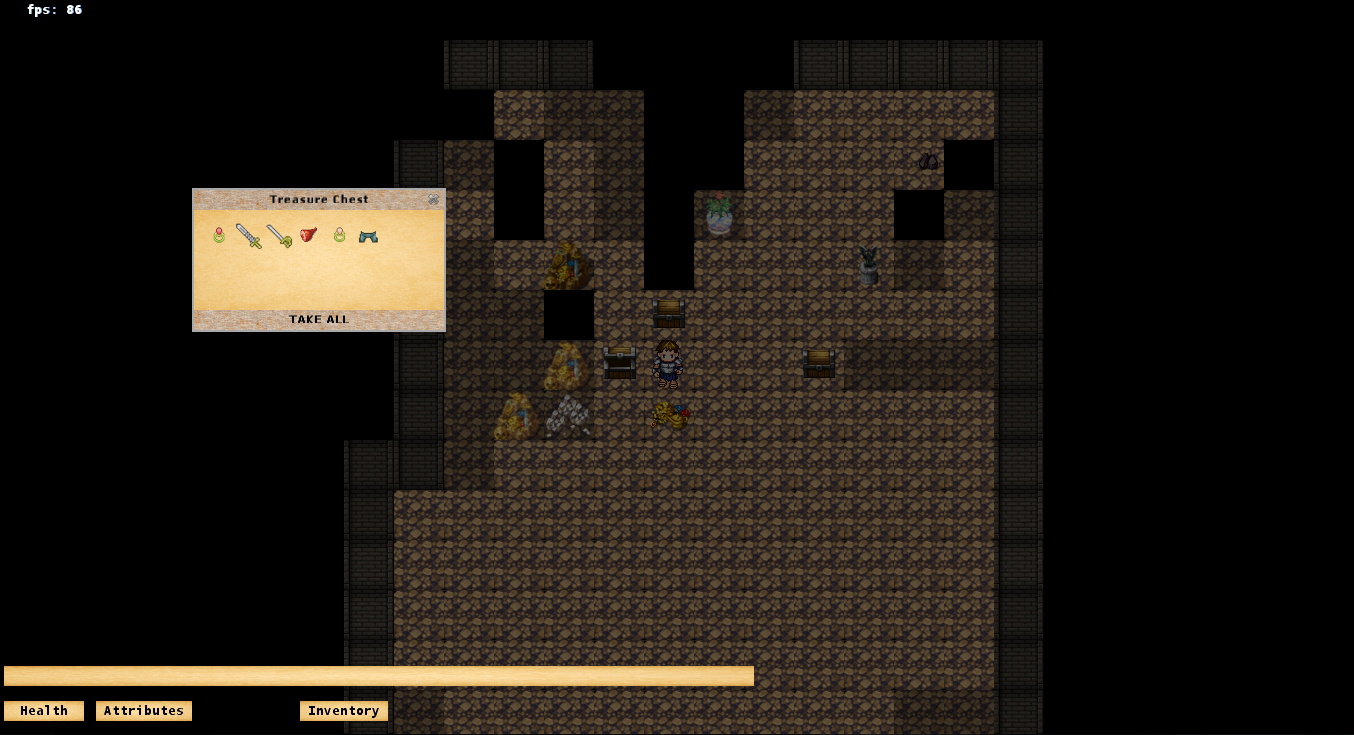 fps: 86
Treasure Chest
TAKE ALL
Health
Attributes
Inventory